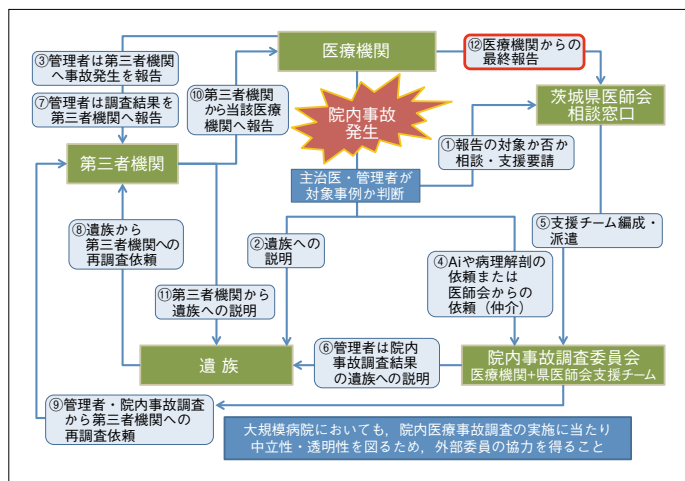 医療機関
③管理者は第三者機関
へ事故発生を報告
⑦管理者は調査結果を
第三者機関へ報告
⑩第三者機関
から当該医療
機関へ報告
⑫医療機関からの
最終報告
院内事故
発生
茨城県医師会
相談窓口
①報告の対象か否か
相談・支援要請
第三者機関
主治医・管理者が
対象事例か判断
⑧遺族から
第三者機関への
再調査依頼
②遺族への
説明
⑤支援チーム編成・
派遣
④Aiや病理解剖の
依頼または
医師会からの
依頼（仲介）
⑪第三者機関から
遺族への説明
遺 族
⑥管理者は院内
事故調査結果
の遺族への説明
院内事故調査委員会
医療機関+県医師会支援チーム
⑨管理者・院内事故調査
から第三者機関への
再調査依頼
大規模病院においても，院内医療事故調査の実施に当たり
中立性・透明性を図るため，外部委員の協力を得ること